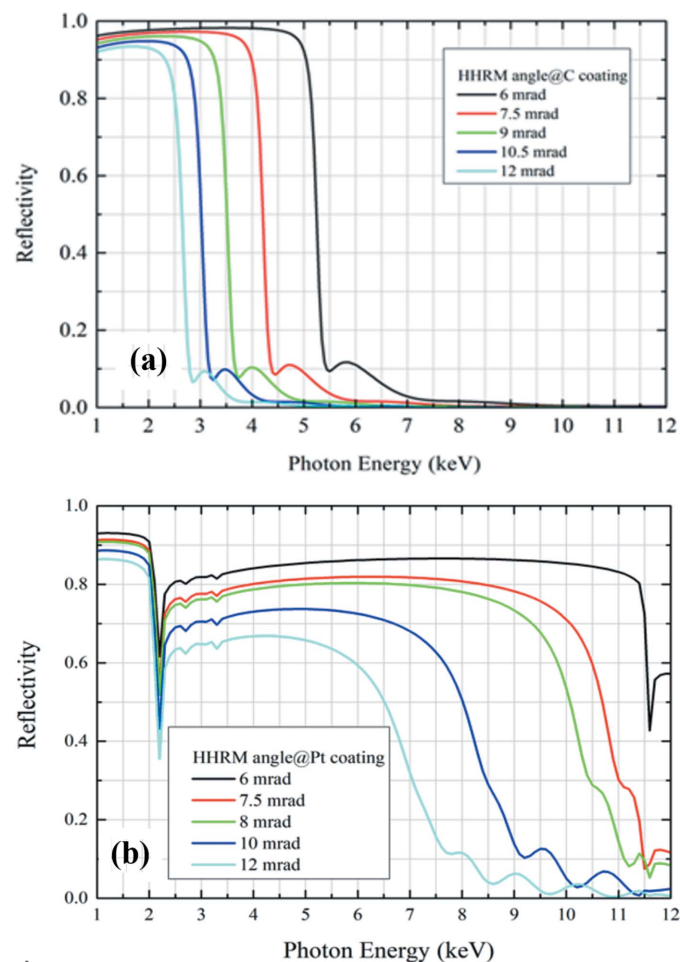 1.0
0.8
0.6
0.4
0.2
0.0
Reflectivity
HHRM angle@C coating
6 mrad
7.5 mrad
9 mrad
10.5 mrad
12 mrad
(a)
1 2 3 4 5 6 7 8 9 10 11 12
Photon Energy (keV)
1.0
0.8
0.6
0.4
0.2
0.0
Reflectivity
HHRM angle@Pt coating
6 mrad
7.5 mrad
8 mrad
10 mrad
12 mrad
(b)
1 2 3 4 5 6 7 8 9 10 11 12
Photon Energy (keV)